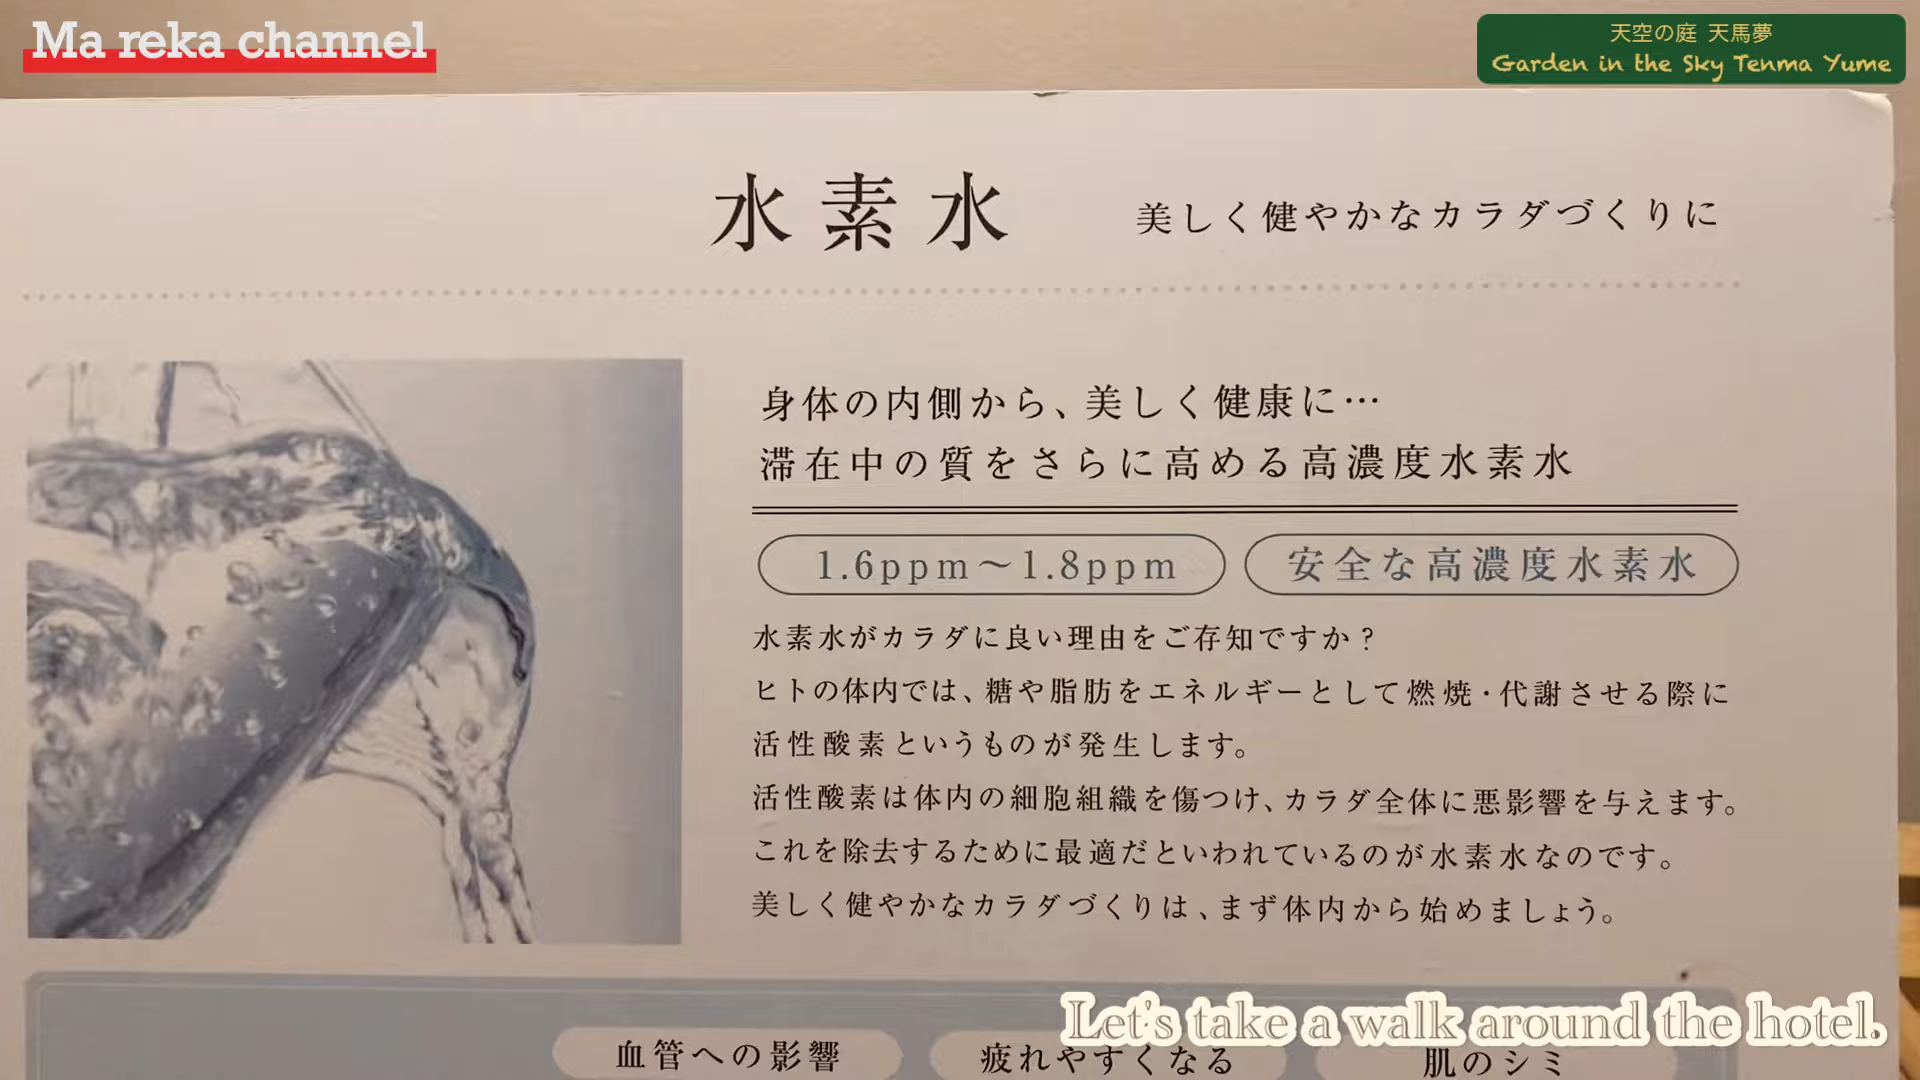 Ma reka channel
天空の庭 天馬夢
Garden in the Sky Tenma Yume
水素水
美しく健やかなカラダづくりに
身体の内側から、美しく健康に…
滞在中の質をさらに高める高濃度水素水
1.6ppm～1.8ppm
安全な高濃度水素水
水素水がカラダに良い理由をご存知ですか？
ヒトの体内では、糖や脂肪をエネルギーとして燃焼・代謝させる際に
活性酸素というものが発生します。
活性酸素は体内の細胞組織を傷つけ、カラダ全体に悪影響を与えます。
これを除去するために最適だといわれているのが水素水なのです。
美しく健やかなカラダづくりは、まず体内から始めましょう。
Let's take a walk around the hotel.
血管への影響
疲れやすくなる
肌のシミ